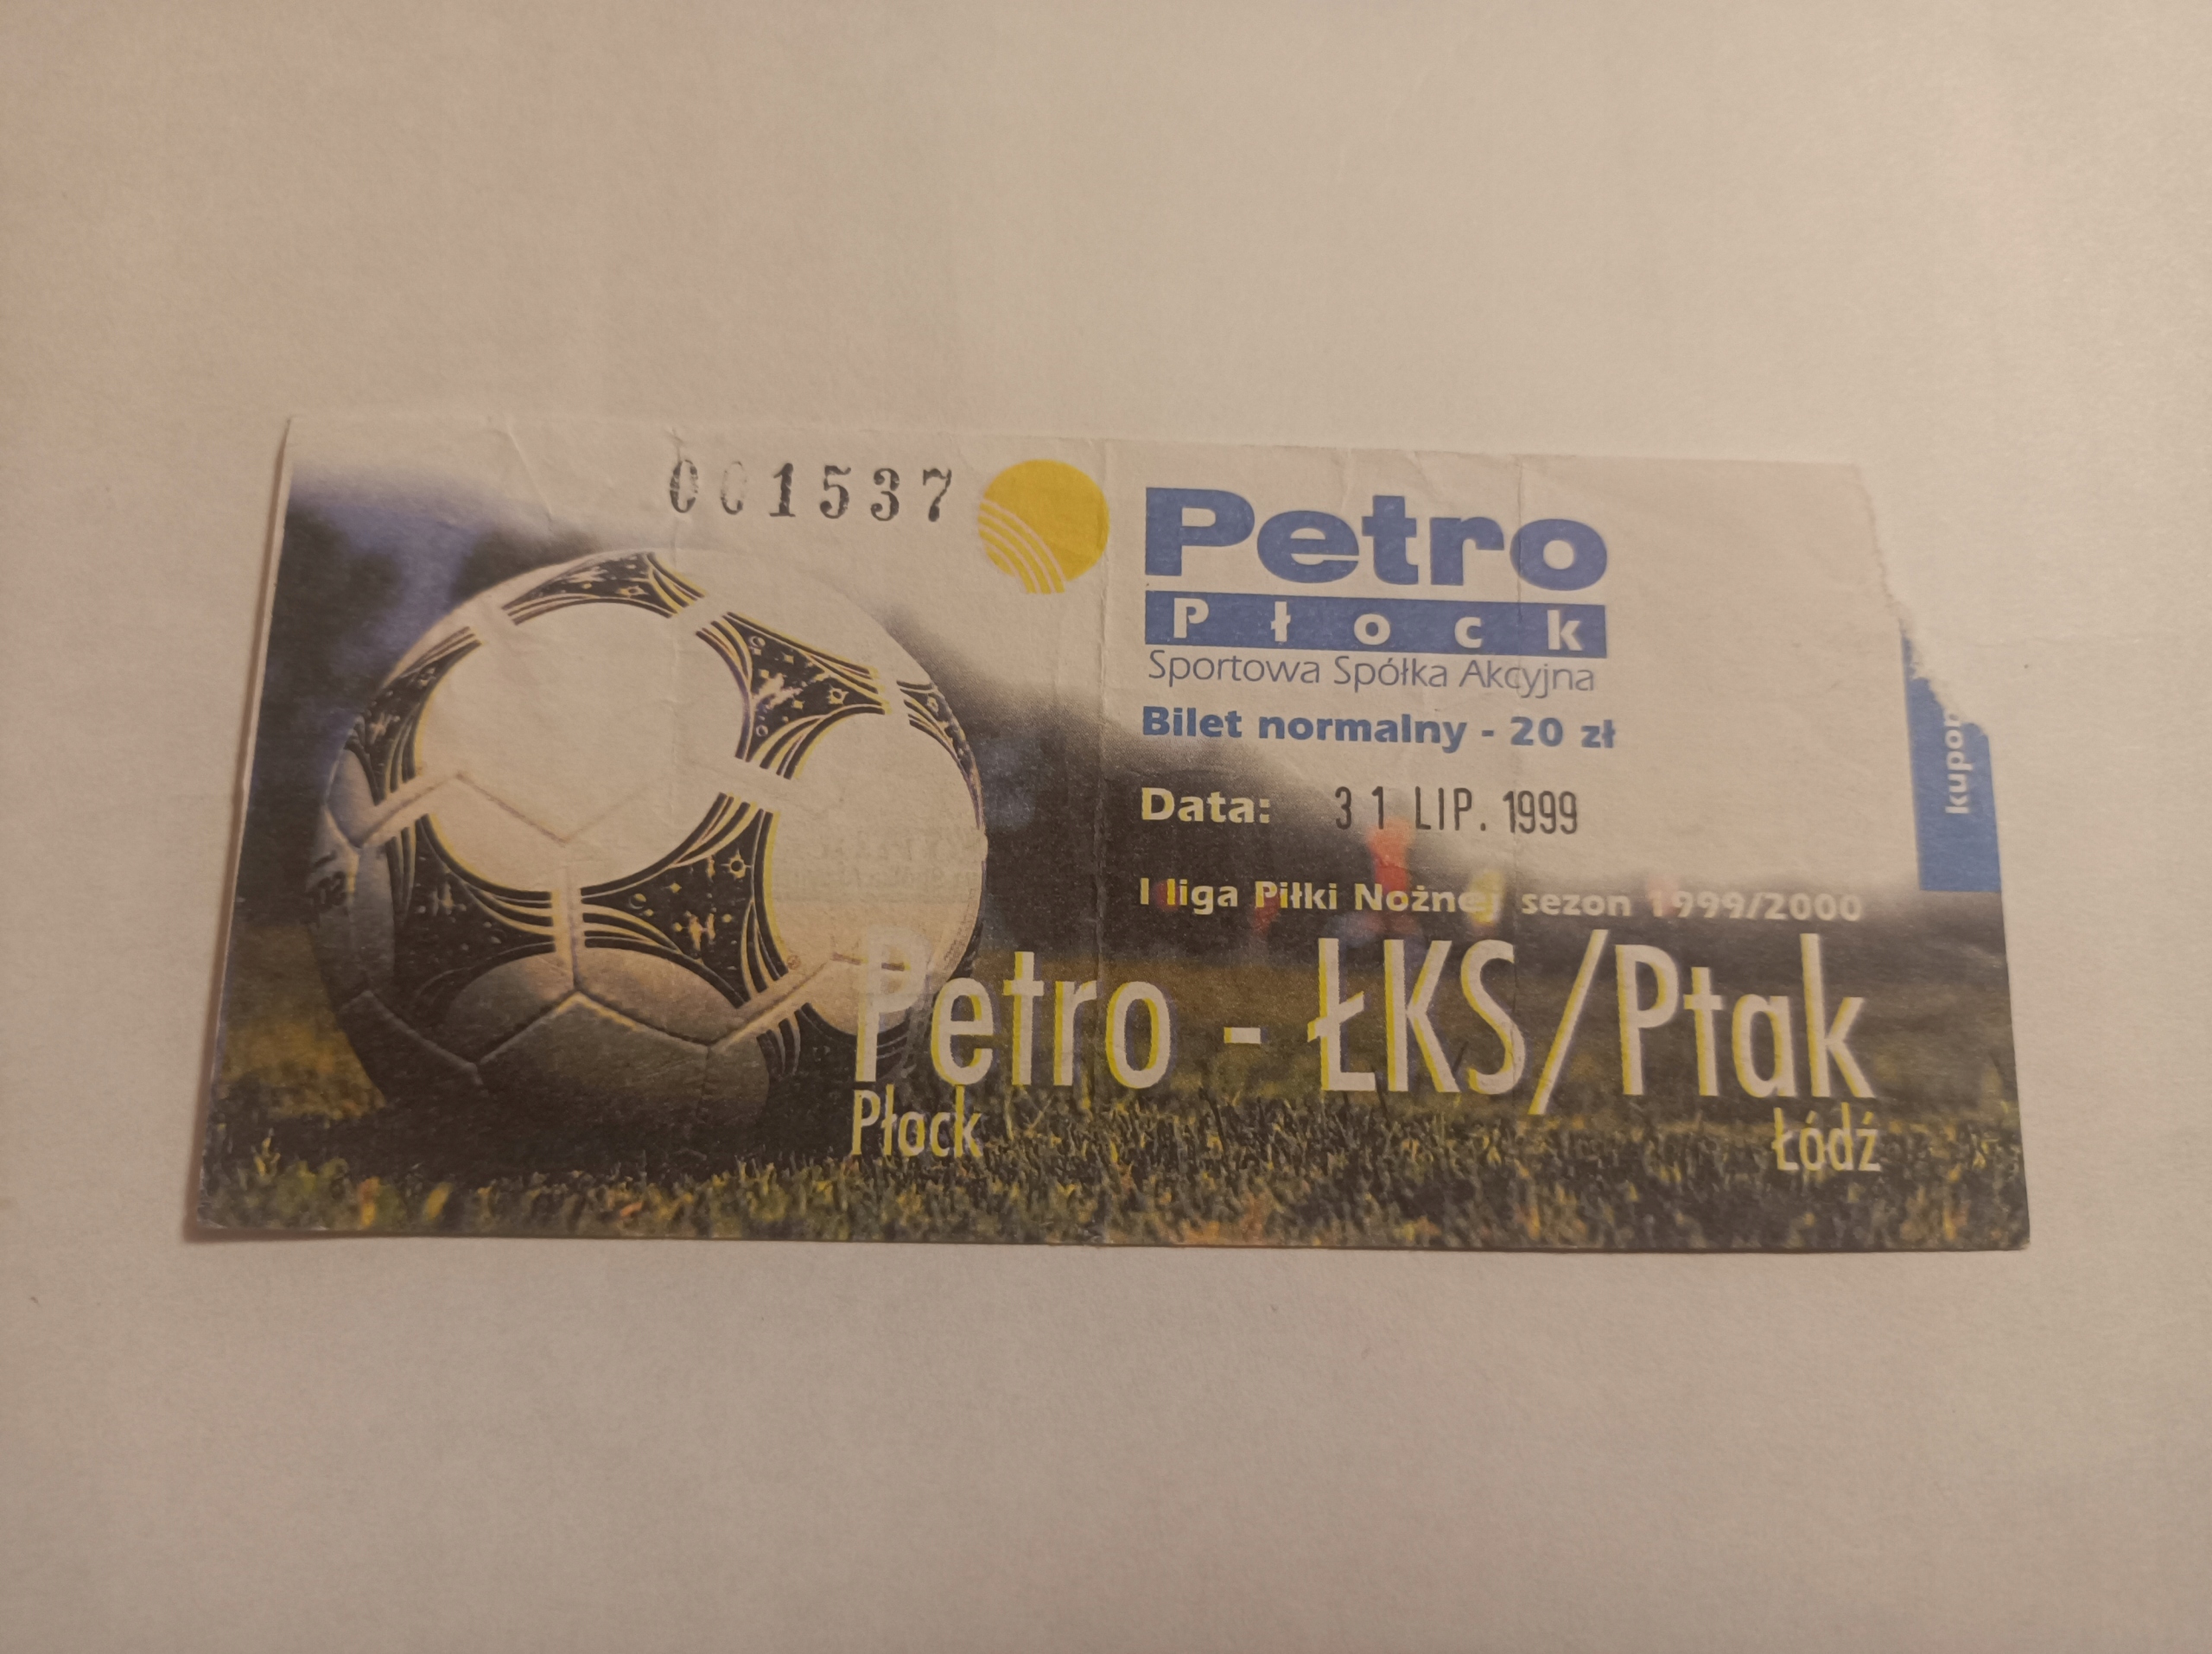 001537
Petro
Płock
Sportowa Spółka Akcyjna
Bilet normalny - 20 zł
Data: 31 LIP. 1999
I liga Piłki Nożnej sezon 1999/2000
Petro - ŁKS/Ptak
Płock Łódź
kupon